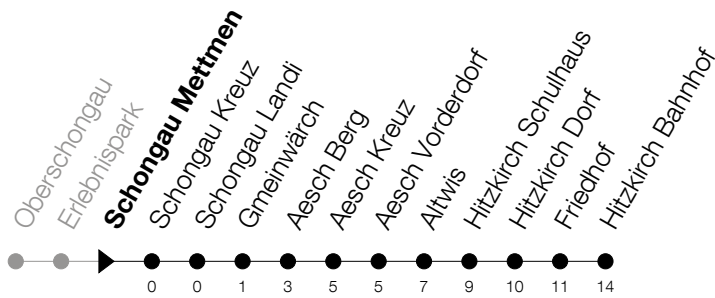 Oberschongau
Erlebnispark
Schongau Mettmen
Schongau Kreuz
Schongau Landi
Gmeinwärch
Aesch Berg
Aesch Kreuz
Aesch Vorderdorf
Altwis
Hitzkirch Schulhaus
Hitzkirch Dorf
Friedhof
Hitzkirch Bahnhof
0 0 1 3 5 5 7 9 10 11 14